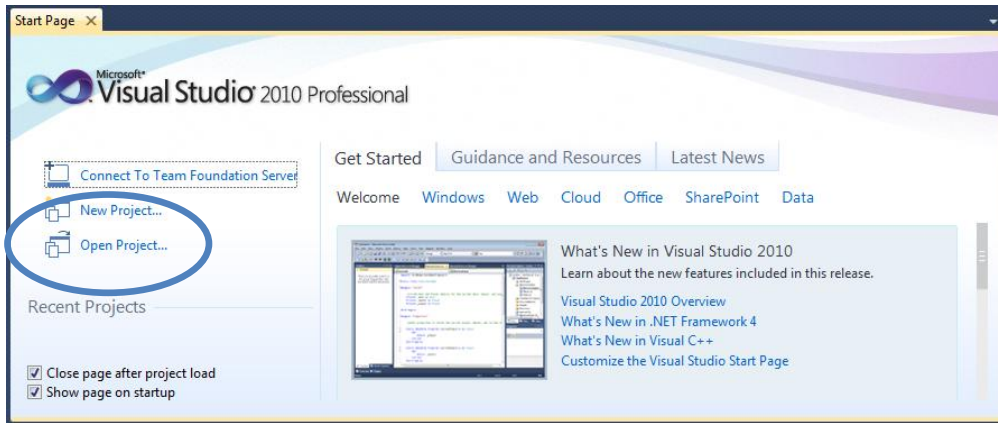 Start Page
Microsoft®
Visual Studio® 2010 Professional
Connect To Team Foundation Server
New Project...
Open Project...
Recent Projects
Close page after project load
Show page on startup
Get Started
Guidance and Resources
Latest News
Welcome Windows Web Cloud Office SharePoint Data
What's New in Visual Studio 2010
Learn about the new features included in this release.
Visual Studio 2010 Overview
What's New in .NET Framework 4
What's New in Visual C++
Customize the Visual Studio Start Page